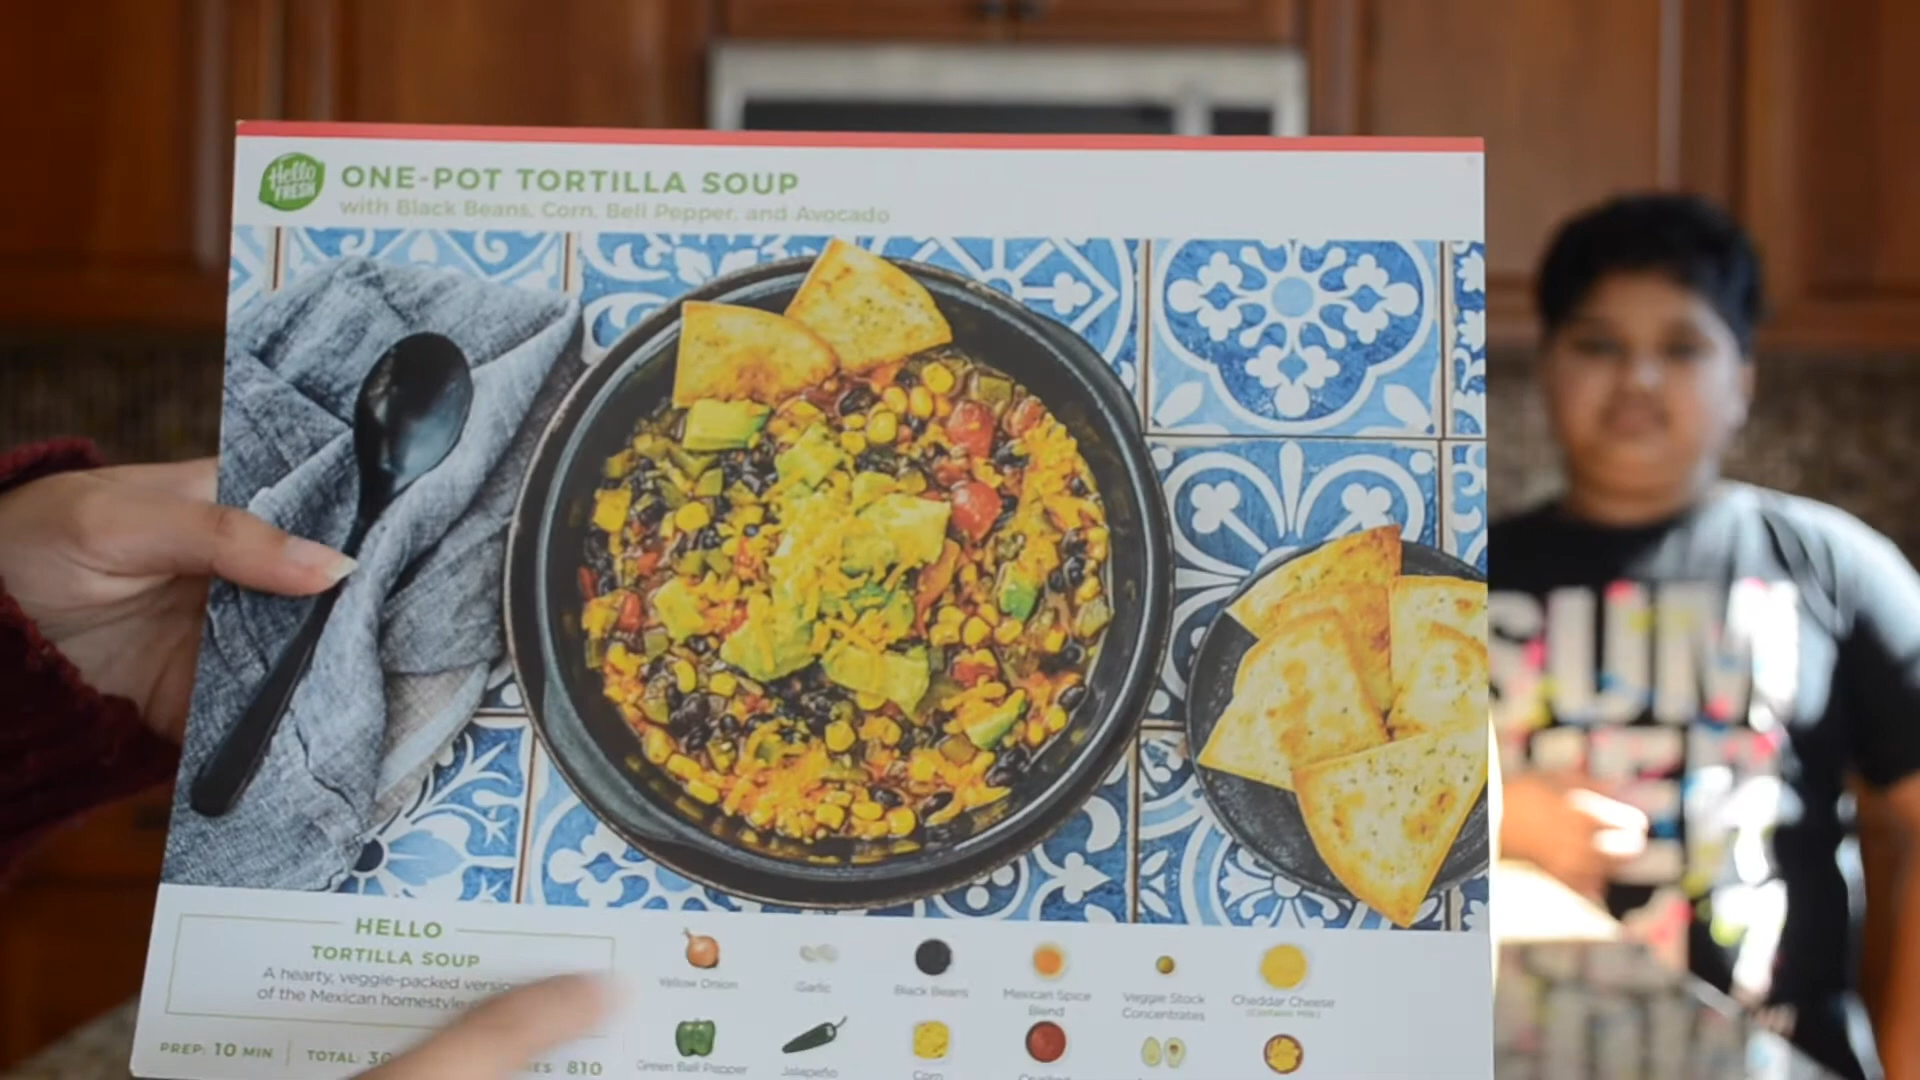 Hello
FRESH
ONE-POT TORTILLA SOUP
with Black Beans, Corn, Bell Pepper, and Avocado
HELLO
TORTILLA SOUP
A hearty, veggie-packed
of the Mexican homestyle
PREP: 10 MIN
TOTAL: 30
810
Yellow Onion
Garlic
Black Beans
Mexican Spice
Blend
Veggie Stock
Concentrates
Cheddar Cheese
(Contains Milk)
Green Bell Pepper
Jalapeño
Corn